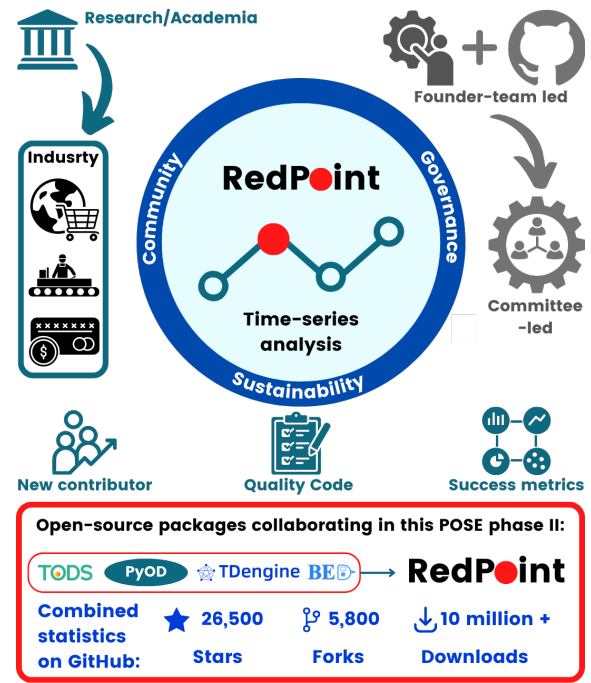 Research/Academia
Founder-team led
Indusrty
Community
Governance
RedPoint
Time-series
analysis
Sustainability
Committee
-led
New contributor
Quality Code
Success metrics
Open-source packages collaborating in this POSE phase II:
TODS PyOD TDengine BED RedPoint
Combined
statistics
on GitHub:
26,500 5,800 10 million +
Stars Forks Downloads